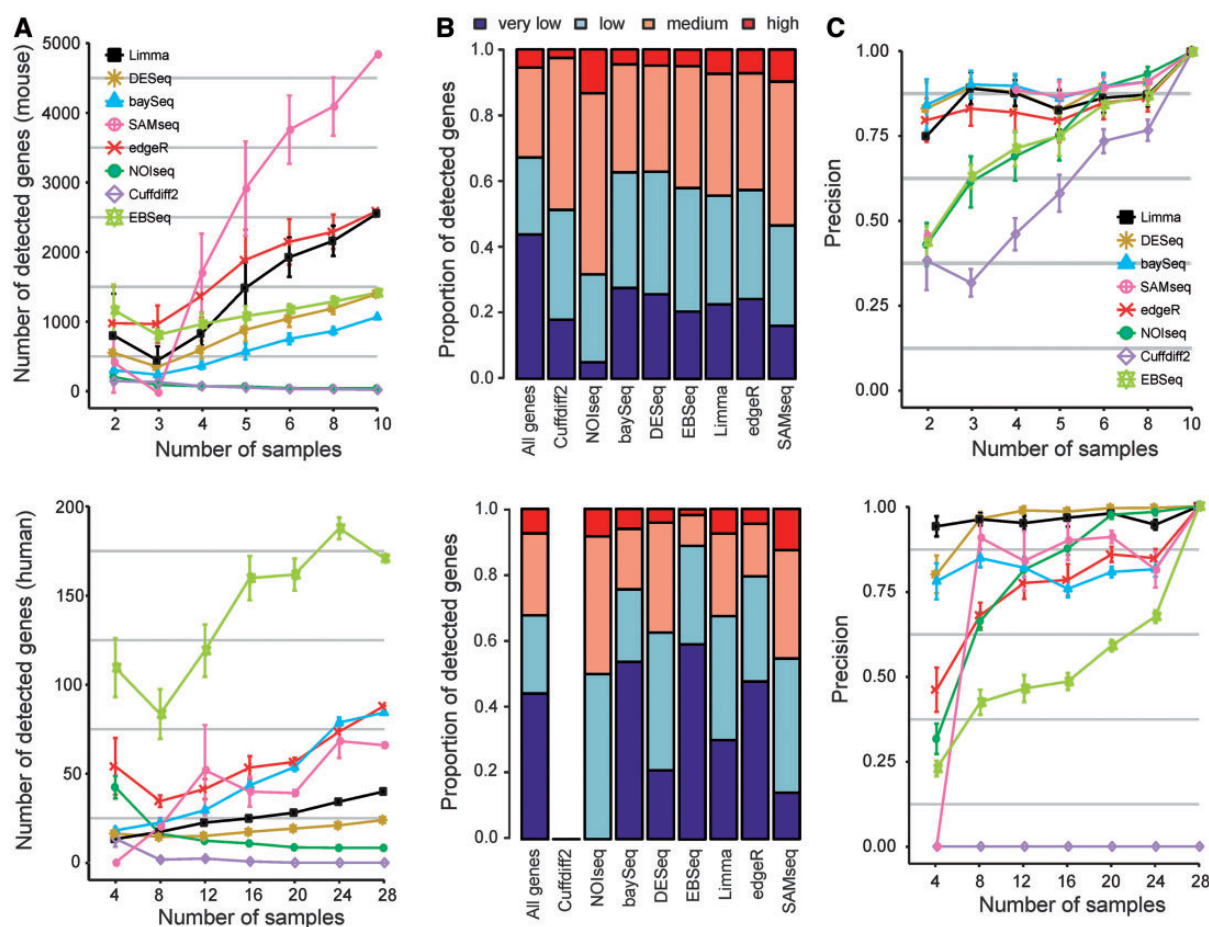 A
Number of detected genes (mouse)
5000
4000
3000
2000
1000
0
Limma
DESeq
baySeq
SAMseq
edgeR
NOIseq
Cuffdiff2
EBSeq
2 3 4 5 6 8 10
Number of samples
B
very low low medium high
Proportion of detected genes
1.0
0.8
0.6
0.4
0.2
0.0
All genes
Cuffdiff2
NOIseq
baySeq
DESeq
EBSeq
Limma
edgeR
SAMseq
C
Precision
1.00
0.75
0.50
0.25
0.00
Limma
DESeq
baySeq
SAMseq
edgeR
NOIseq
Cuffdiff2
EBSeq
2 3 4 5 6 8 10
Number of samples
Number of detected genes (human)
200
150
100
50
0
4 8 12 16 20 24 28
Number of samples
Proportion of detected genes
1.0
0.8
0.6
0.4
0.2
0.0
All genes
Cuffdiff2
NOIseq
baySeq
DESeq
EBSeq
Limma
edgeR
SAMseq
Precision
1.00
0.75
0.50
0.25
0.00
4 8 12 16 20 24 28
Number of samples